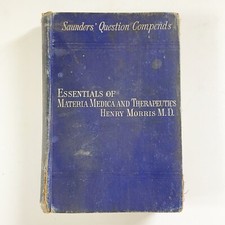 Saunders' Question Compends
ESSENTIALS OF
MATERIA MEDICA AND THERAPEUTICS
HENRY MORRIS M.D.